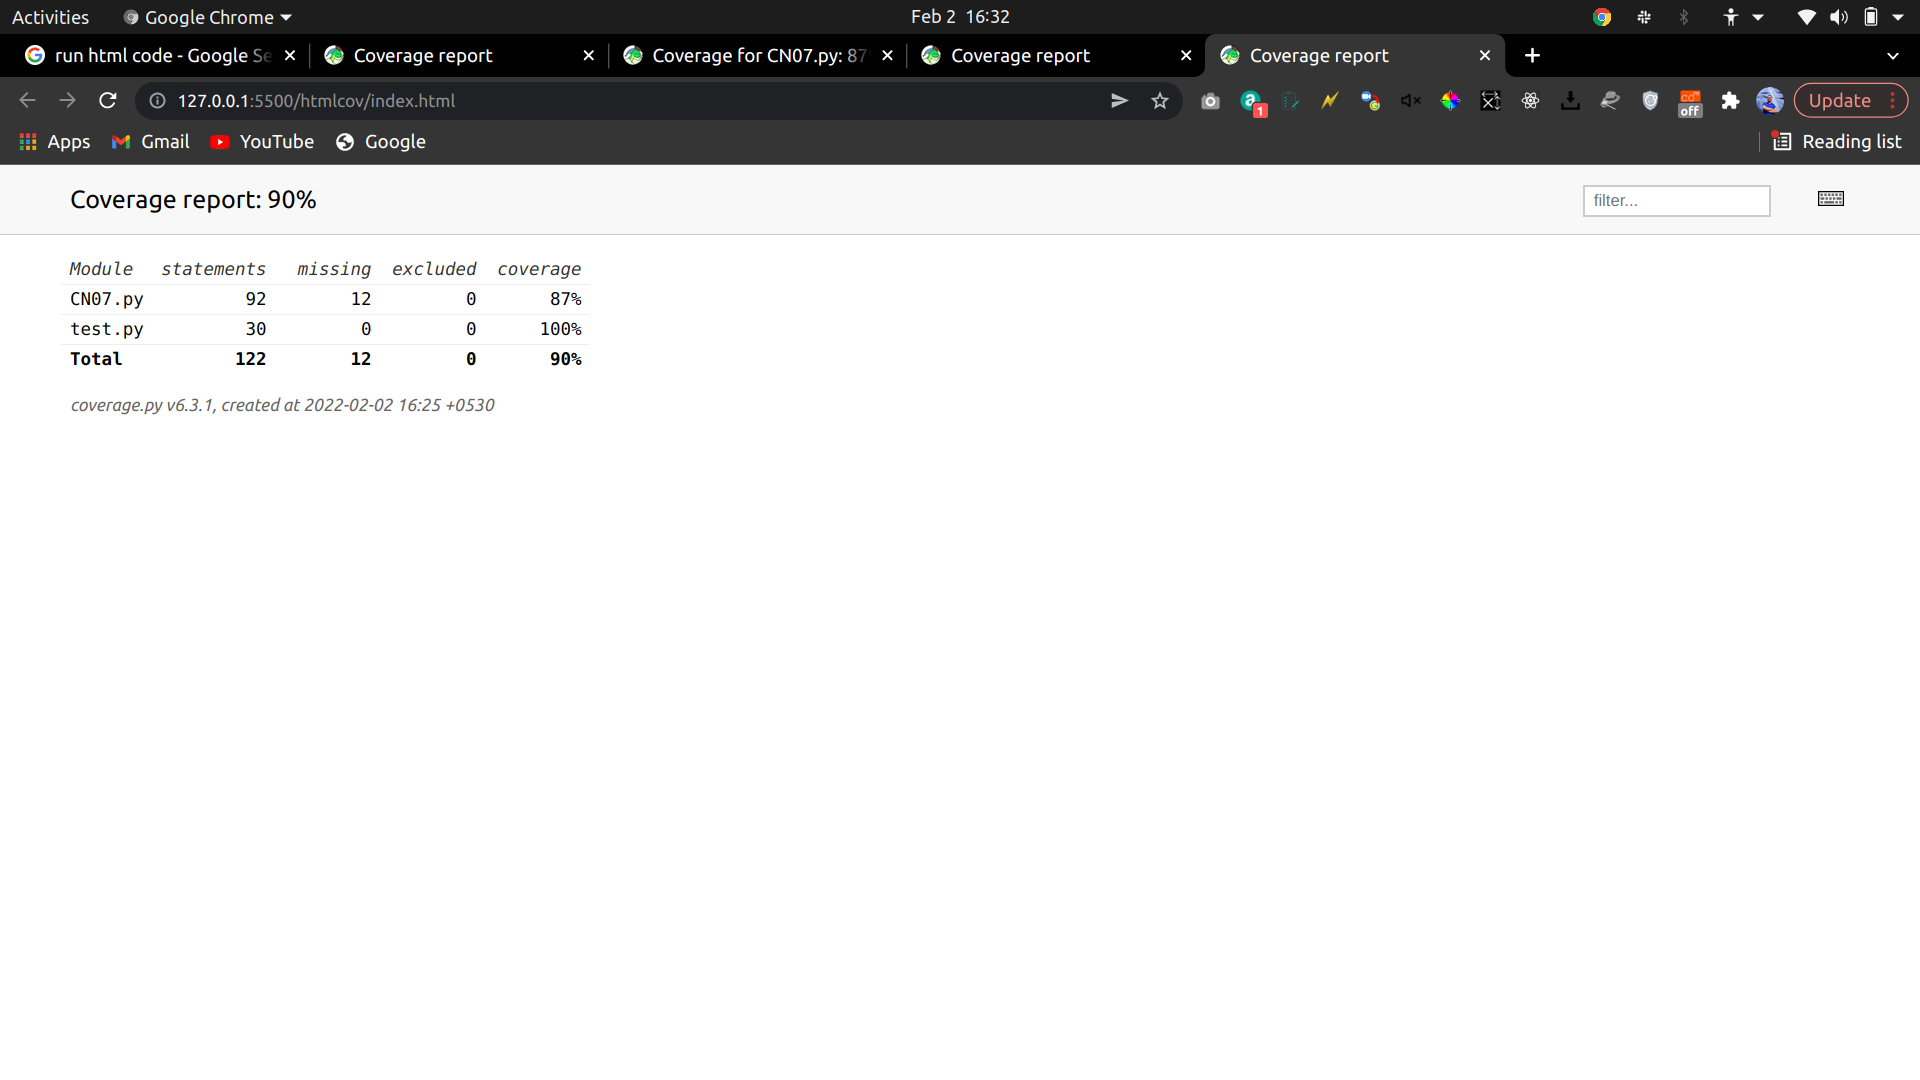 Activities Google Chrome Feb 2 16:32
run html code - Google Se Coverage report Coverage for CN07.py: 87 Coverage report Coverage report
127.0.0.1:5500/htmlcov/index.html a 1 off Update
Apps Gmail YouTube Google Reading list
Coverage report: 90% filter...
Module statements missing excluded coverage
CN07.py 92 12 0 87%
test.py 30 0 0 100%
Total 122 12 0 90%
coverage.py v6.3.1, created at 2022-02-02 16:25 +0530